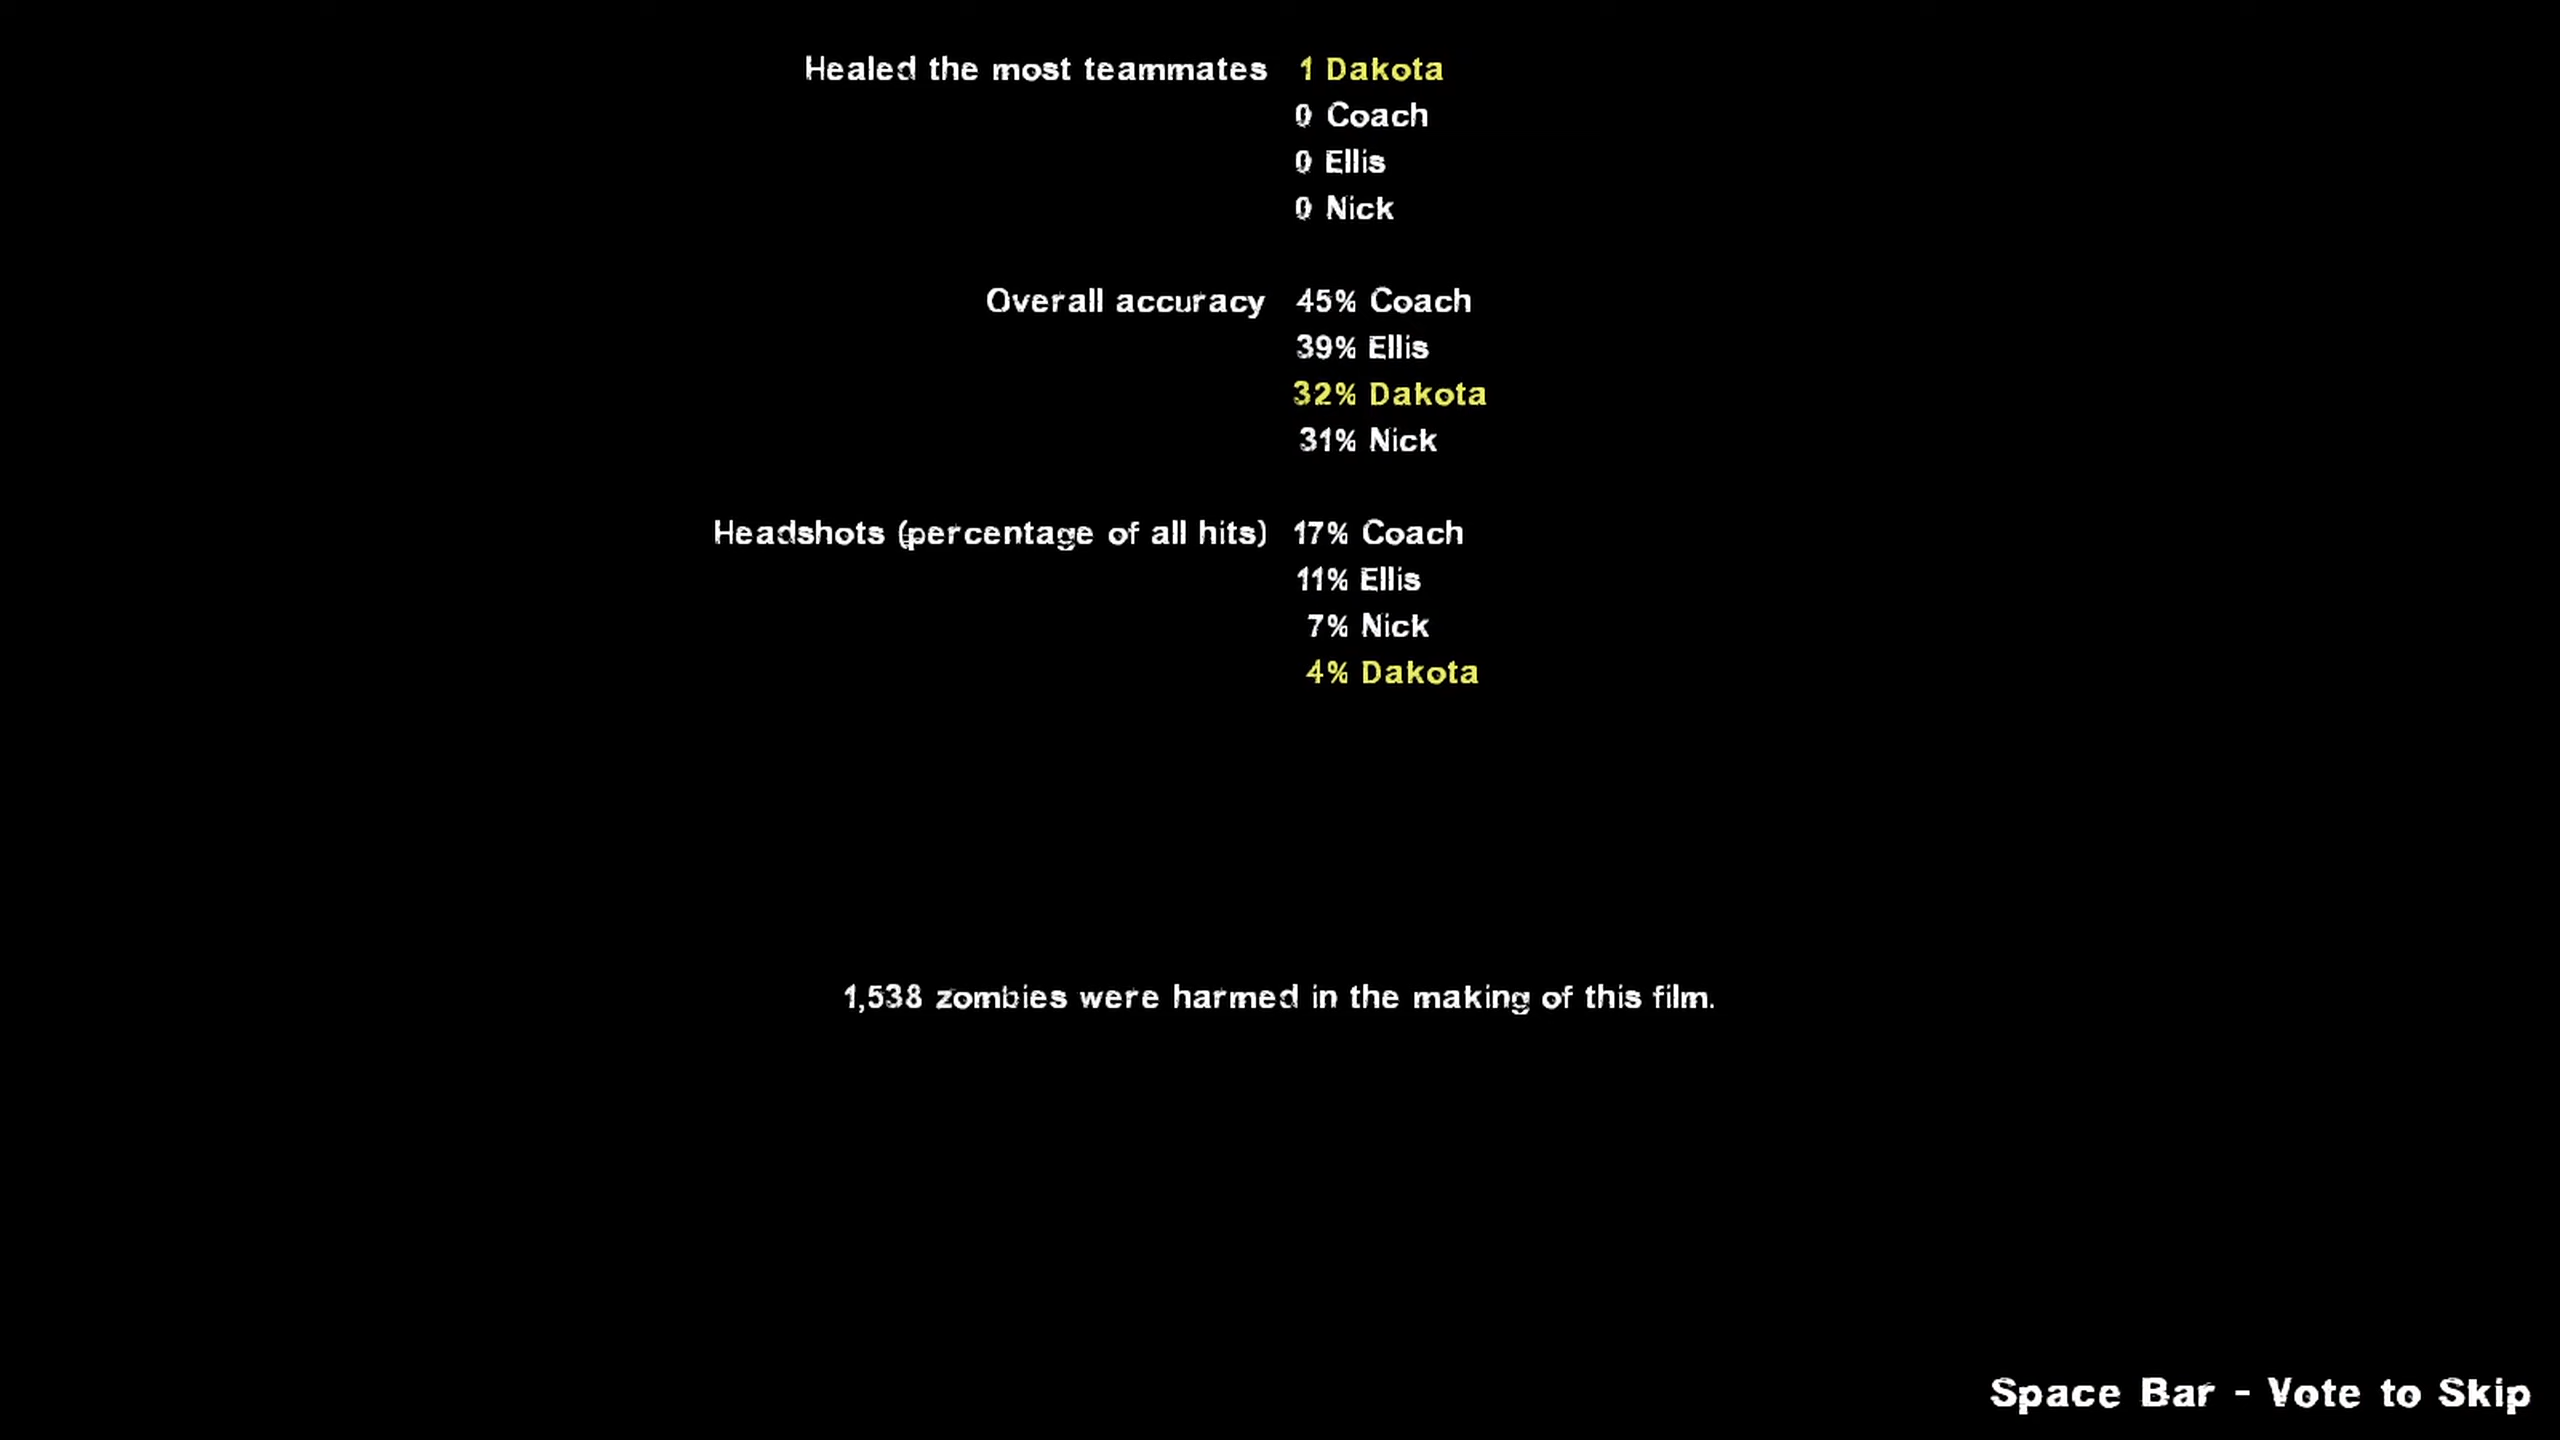 Healed the most teammates 1 Dakota
0 Coach
0 Ellis
0 Nick
Overall accuracy 45% Coach
39% Ellis
32% Dakota
31% Nick
Headshots (percentage of all hits) 17% Coach
11% Ellis
7% Nick
4% Dakota
1,538 zombies were harmed in the making of this film.
Space Bar - Vote to Skip